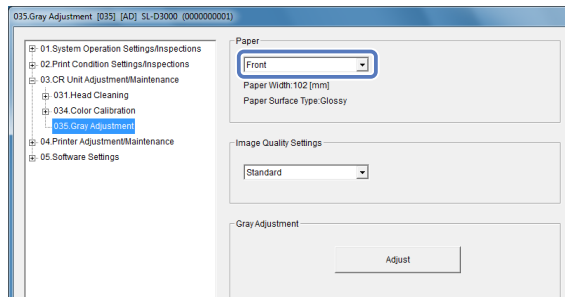 035.Gray Adjustment [035] [AD] SL-D3000 (0000000001)
01.System Operation Settings/Inspections
02.Print Condition Settings/Inspections
03.CR Unit Adjustment/Maintenance
031.Head Cleaning
034.Color Calibration
035.Gray Adjustment
04.Printer Adjustment/Maintenance
05.Software Settings
Paper
Front
Paper Width:102 [mm]
Paper Surface Type:Glossy
Image Quality Settings
Standard
Gray Adjustment
Adjust